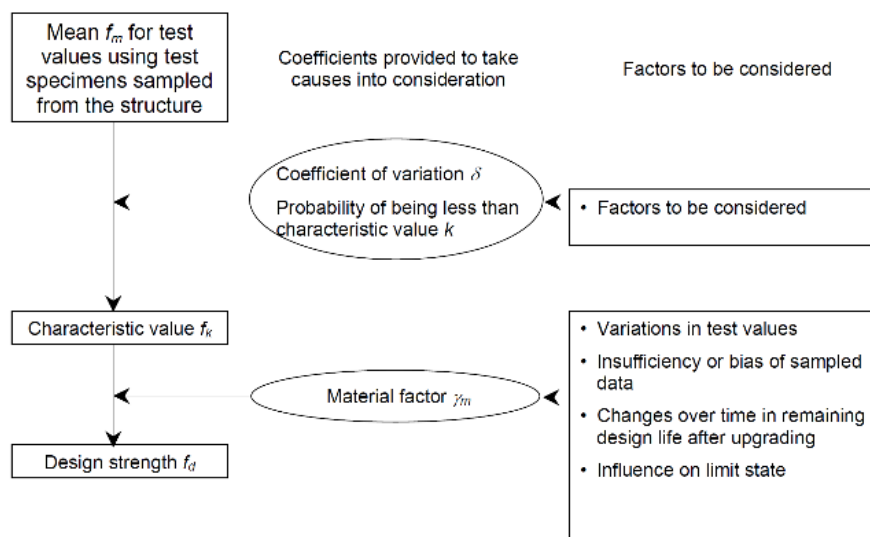 Mean fm for test
values using test
specimens sampled
from the structure
Coefficients provided to take
causes into consideration
Factors to be considered
Coefficient of variation δ
Probability of being less than
characteristic value k
• Factors to be considered
Characteristic value fk
• Variations in test values
• Insufficiency or bias of sampled
data
• Changes over time in remaining
design life after upgrading
• Influence on limit state
Material factor γm
Design strength fd